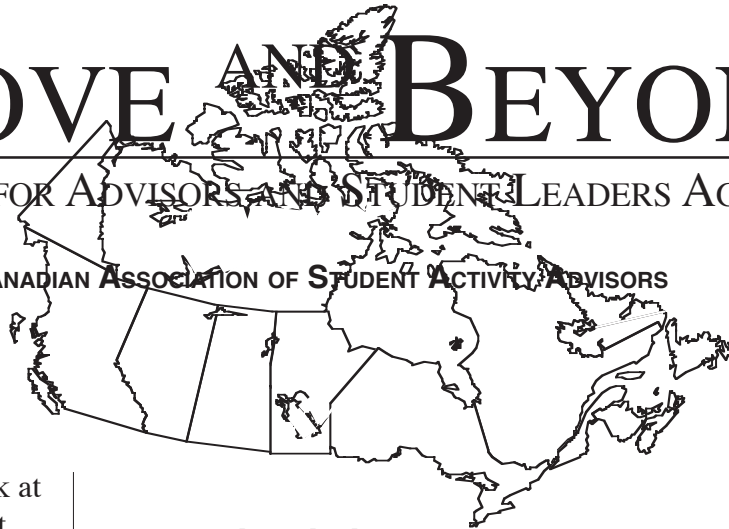 OVE AND BEYO
FOR ADVISORS AND STUDENT LEADERS AC
ANADIAN ASSOCIATION OF STUDENT ACTIVITY ADVISORS
k at